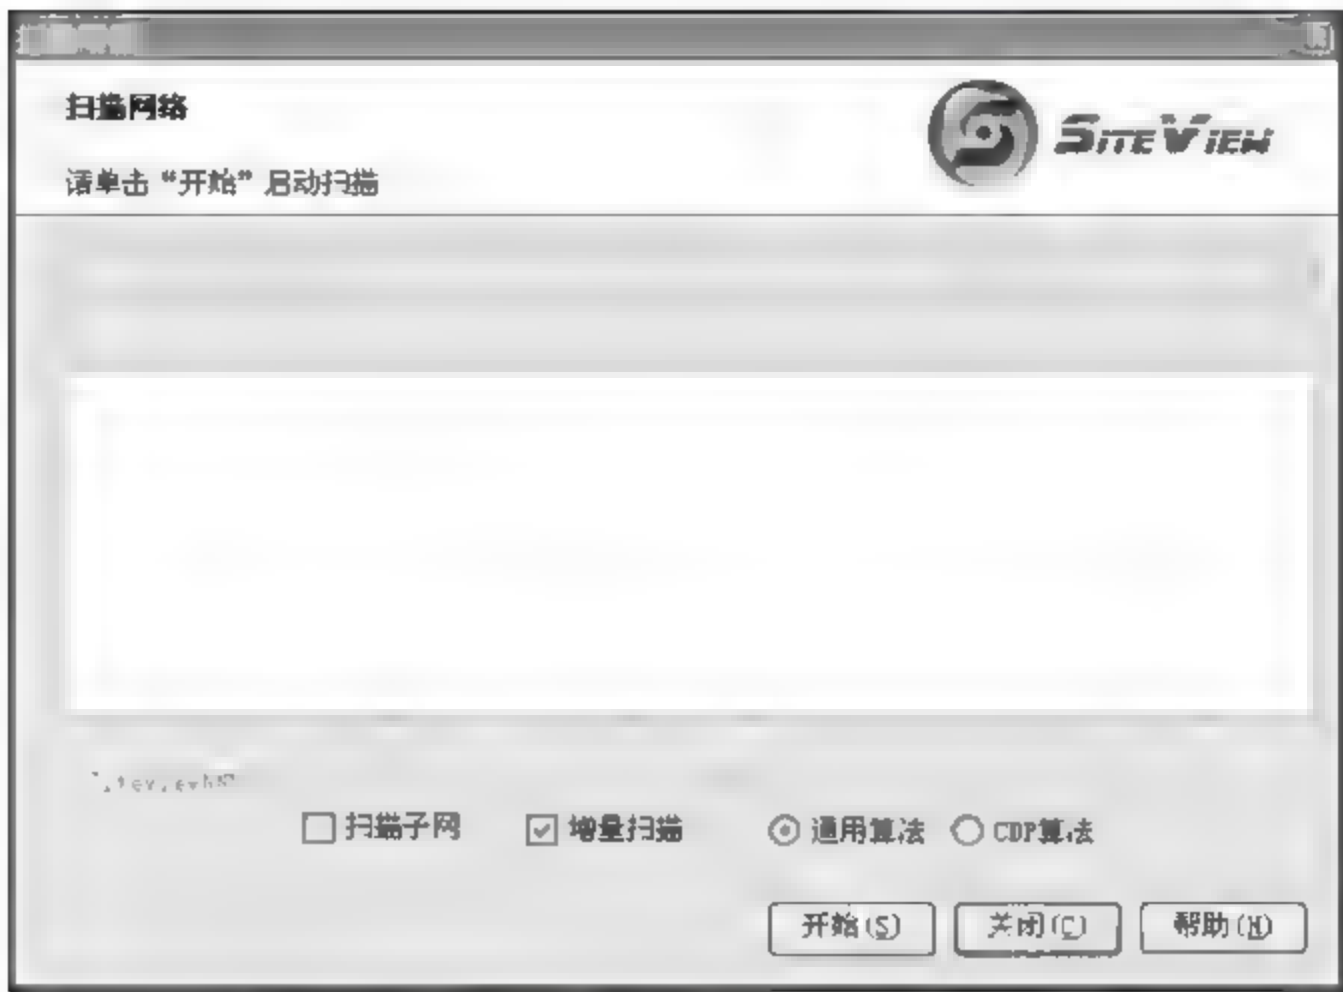 扫描网络
SITEVIEW
请单击“开始”启动扫描
扫描子网 增量扫描 通用算法 CDP算法
开始(S) 关闭(C) 帮助(H)